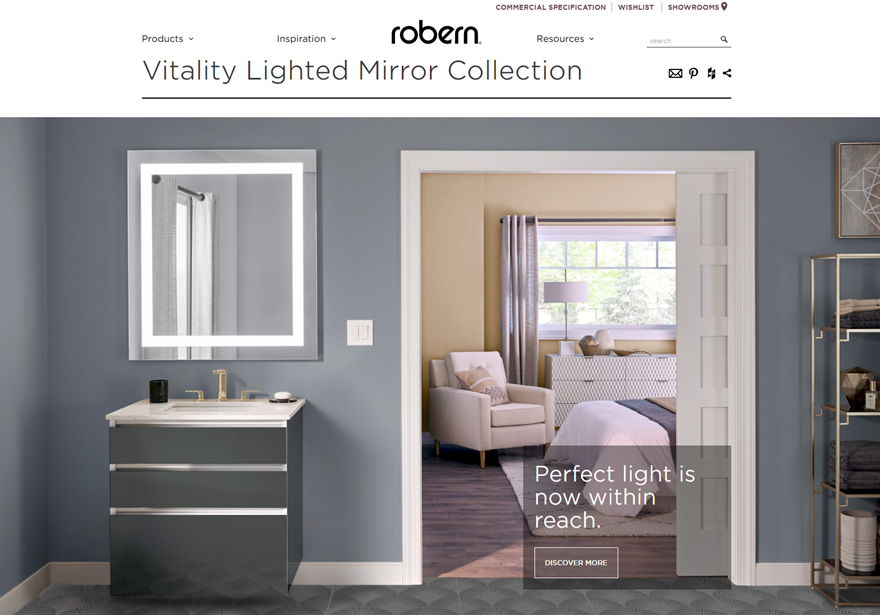 COMMERCIAL SPECIFICATION WISHLIST SHOWROOMS
robern
Products Inspiration Resources search
Vitality Lighted Mirror Collection
Perfect light is
now within
reach.
DISCOVER MORE